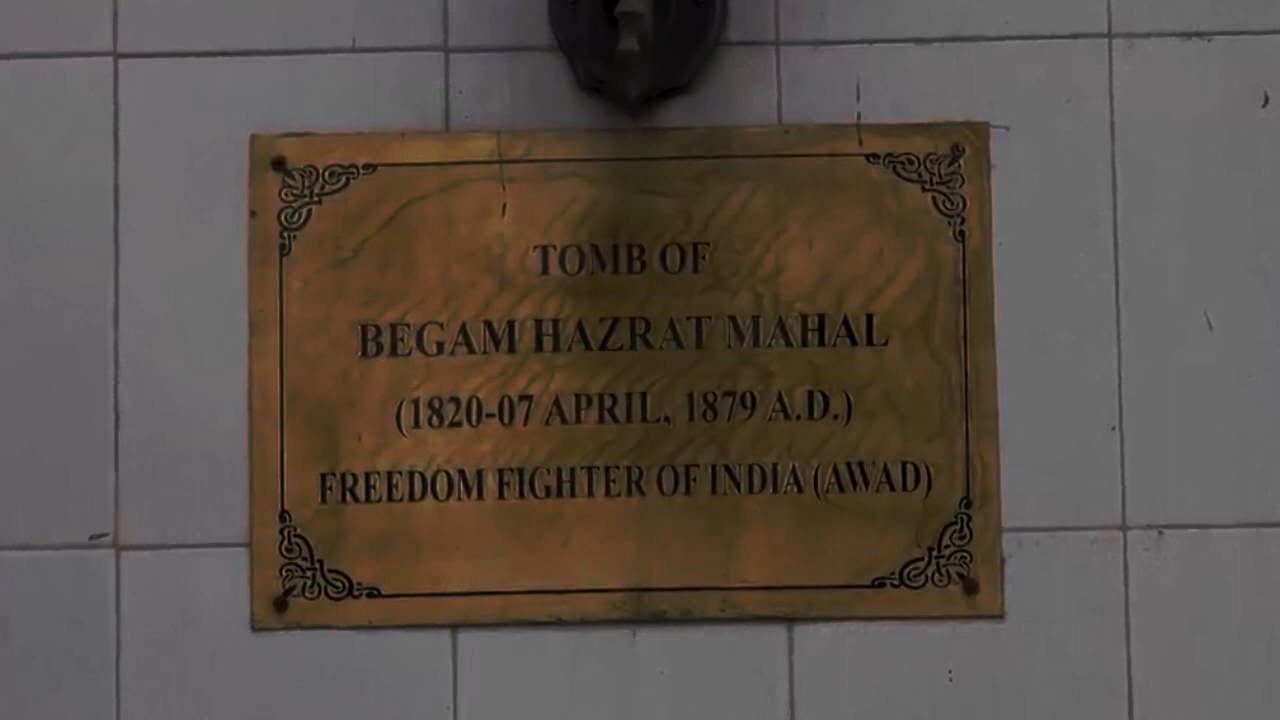 TOMB OF
BEGAM HAZRAT MAHAL
(1820-07 APRIL, 1879 A.D.)
FREEDOM FIGHTER OF INDIA (AWAD)